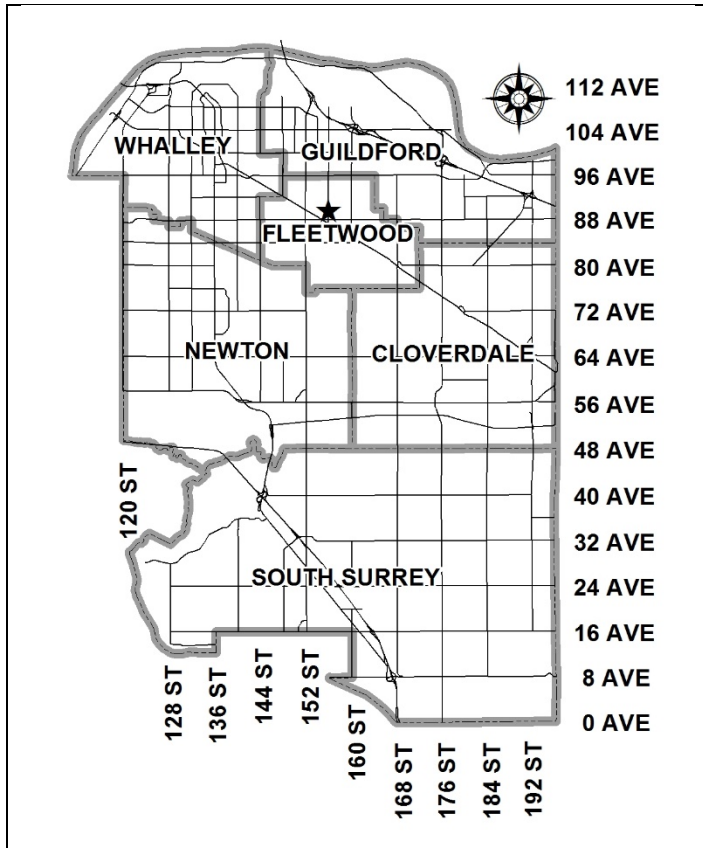 112 AVE
104 AVE
WHALLEY
GUILDFORD
96 AVE
88 AVE
FLEETWOOD
80 AVE
72 AVE
NEWTON
CLOVERDALE
64 AVE
56 AVE
48 AVE
120 ST
40 AVE
32 AVE
SOUTH SURREY
24 AVE
16 AVE
8 AVE
0 AVE
128 ST
136 ST
144 ST
152 ST
160 ST
168 ST
176 ST
184 ST
192 ST